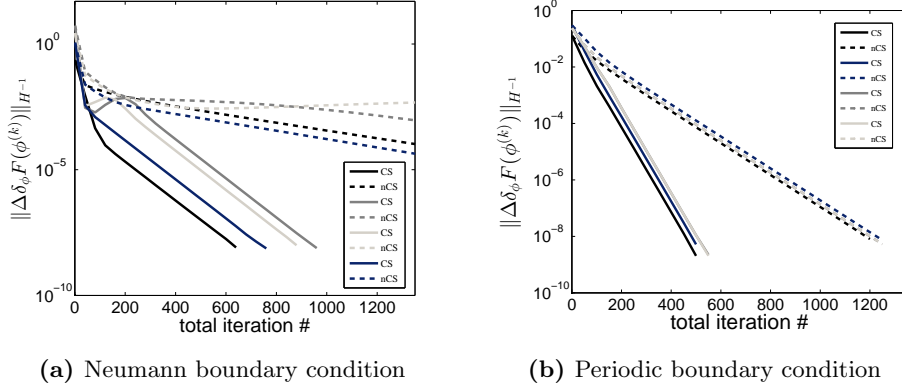 10^0
10^-5
10^-10
||Δδ_φF(φ^(k))||_H^-1
0 200 400 600 800 1000 1200
total iteration #
CS
nCS
CS
nCS
CS
nCS
CS
nCS
(a) Neumann boundary condition
10^0
10^-2
10^-4
10^-6
10^-8
10^-10
||Δδ_φF(φ^(k))||_H^-1
0 200 400 600 800 1000 1200
total iteration #
CS
nCS
CS
nCS
nCS
CS
nCS
(b) Periodic boundary condition